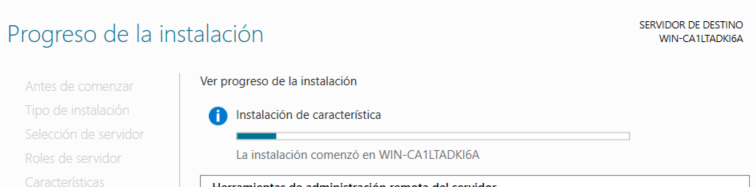 Progreso de la instalación
SERVIDOR DE DESTINO
WIN-CA1LTADKI6A
Antes de comenzar
Tipo de instalación
Selección de servidor
Roles de servidor
Características
Ver progreso de la instalación
Instalación de característica
La instalación comenzó en WIN-CA1LTADKI6A
Herramientas de administración remota del servidor